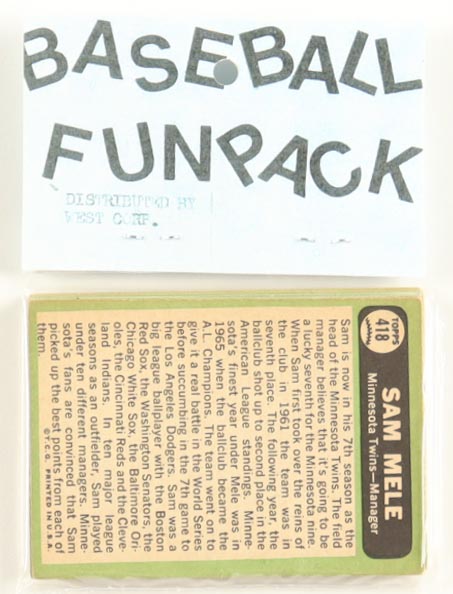 BASEBALL
FUNPACK
DISTRIBUTED BY
WEST CORP.
TOPPS
418
SAM MELE
Minnesota Twins—Manager
Sam is now in his 7th season as the
head of the Minnesota Twins. The field
manager believes that it's going to be
a lucky seventh for the Minnesota nine.
When Sam first took over the reins of
the club in 1961 the team was in
seventh place. The following year, the
ballclub shot up to second place in the
American League standings. Minne-
sota's finest year under Mele was in
1965 when the ballclub became the
A.L. Champions. The team went on to
give it a real battle in the World Series
before succumbing in the 7th game to
the Los Angeles Dodgers. Sam was a
big league ballplayer with the Boston
Red Sox, the Washington Senators, the
Chicago White Sox, the Baltimore Ori-
oles, the Cincinnati Reds and the Cleve-
land Indians. In ten major league
seasons as an outfielder, Sam played
under ten different managers. Minne-
sota's fans are convinced that Sam
picked up the best points from each of
them.
© T.C.G. PRINTED IN U.S.A.